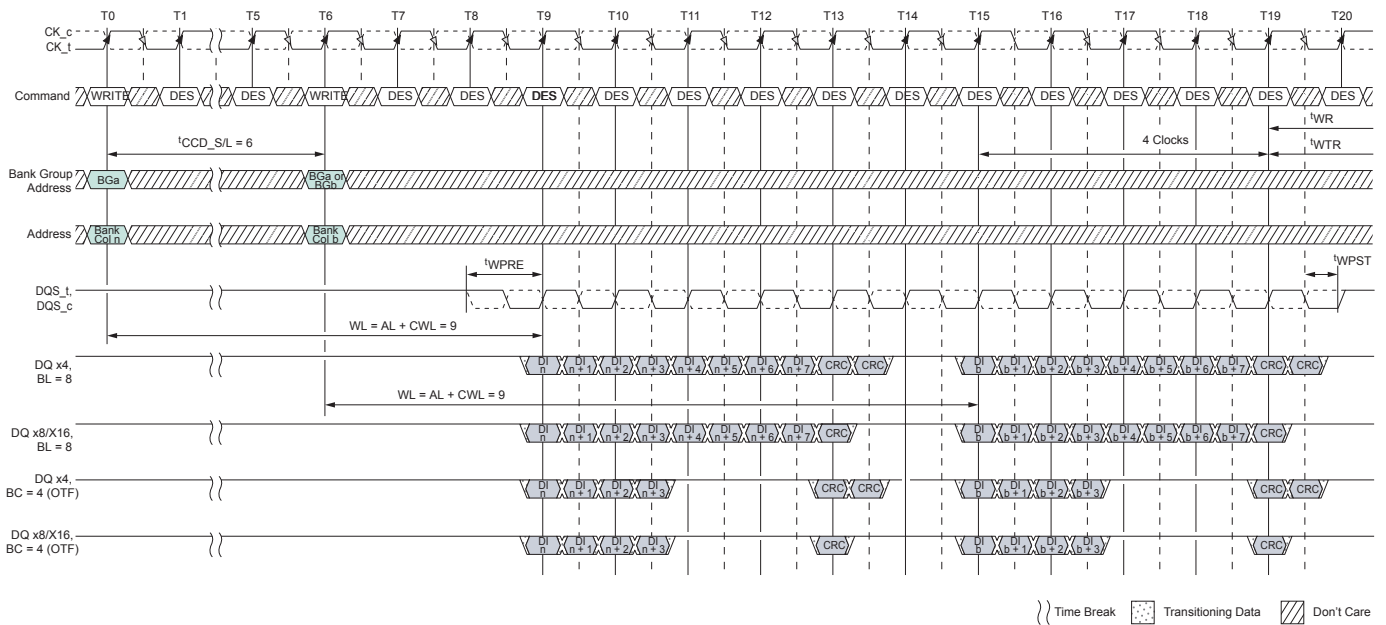 T0 T1 T5 T6 T7 T8 T9 T10 T11 T12 T13 T14 T15 T16 T17 T18 T19 T20
CK_c
CK_t
Command WRITE DES DES WRITE DES DES DES DES DES DES DES DES DES DES DES DES DES DES
tWR
tCCD_S/L = 6
4 Clocks
tWTR
Bank Group
Address
BGa
BGa or
BGb
Address
Bank
Col n
Bank
Col b
tWPRE
tWPST
DQS_t,
DQS_c
WL = AL + CWL = 9
DQ x4,
BL = 8
DI n DI n + 1 DI n + 2 DI n + 3 DI n + 4 DI n + 5 DI n + 6 DI n + 7 CRC CRC DI b DI b + 1 DI b + 2 DI b + 3 DI b + 4 DI b + 5 DI b + 6 DI b + 7 CRC CRC
WL = AL + CWL = 9
DQ x8/X16,
BL = 8
DI n DI n + 1 DI n + 2 DI n + 3 DI n + 4 DI n + 5 DI n + 6 DI n + 7 CRC DI b DI b + 1 DI b + 2 DI b + 3 DI b + 4 DI b + 5 DI b + 6 DI b + 7 CRC
DQ x4,
BC = 4 (OTF)
DI n DI n + 1 DI n + 2 DI n + 3 CRC CRC DI b DI b + 1 DI b + 2 DI b + 3 CRC CRC
DQ x8/X16,
BC = 4 (OTF)
DI n DI n + 1 DI n + 2 DI n + 3 CRC DI b DI b + 1 DI b + 2 DI b + 3 CRC
Time Break Transitioning Data Don't Care